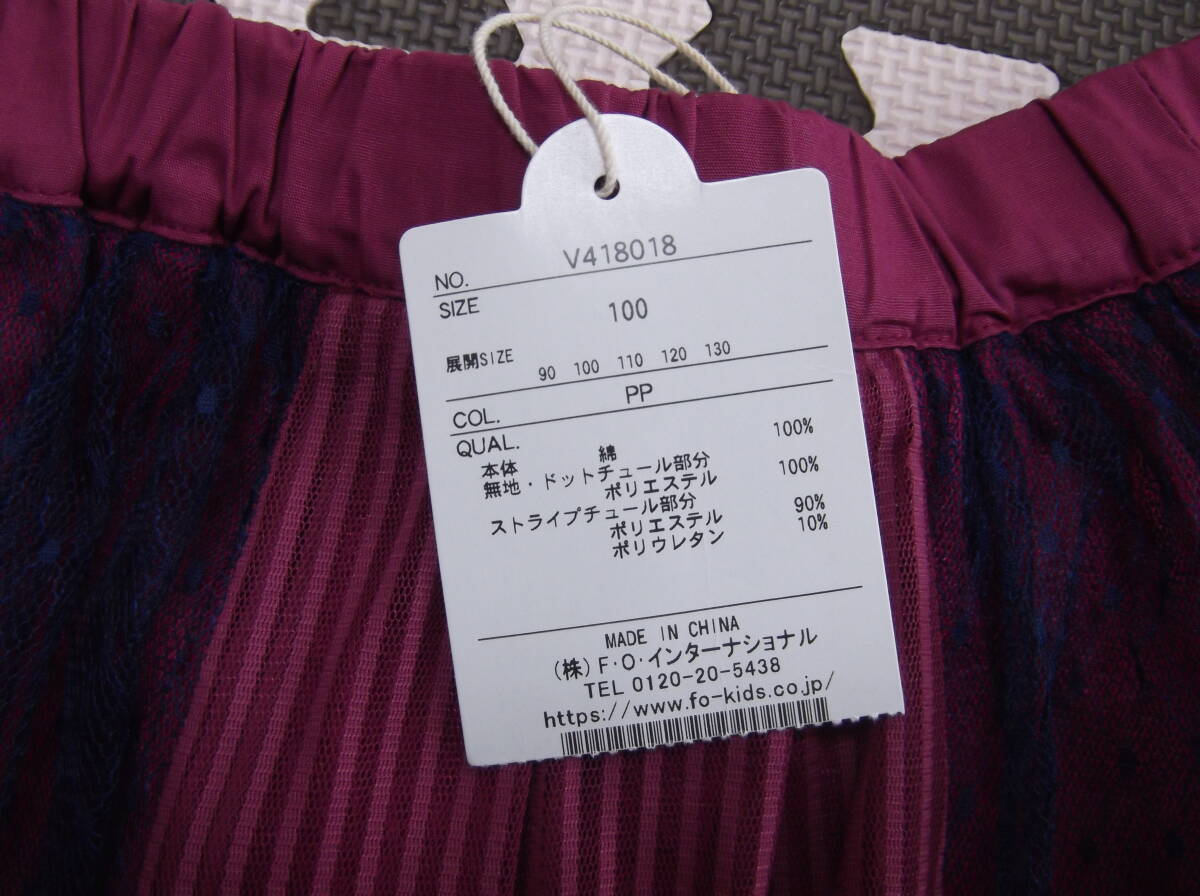 NO. V418018
SIZE 100
展開SIZE 90 100 110 120 130
COL. PP
QUAL.
本体 綿 100%
無地・ドットチュール部分
ポリエステル 100%
ストライプチュール部分
ポリエステル 90%
ポリウレタン 10%
MADE IN CHINA
(株)F・O・インターナショナル
TEL 0120-20-5438
https://www.fo-kids.co.jp/